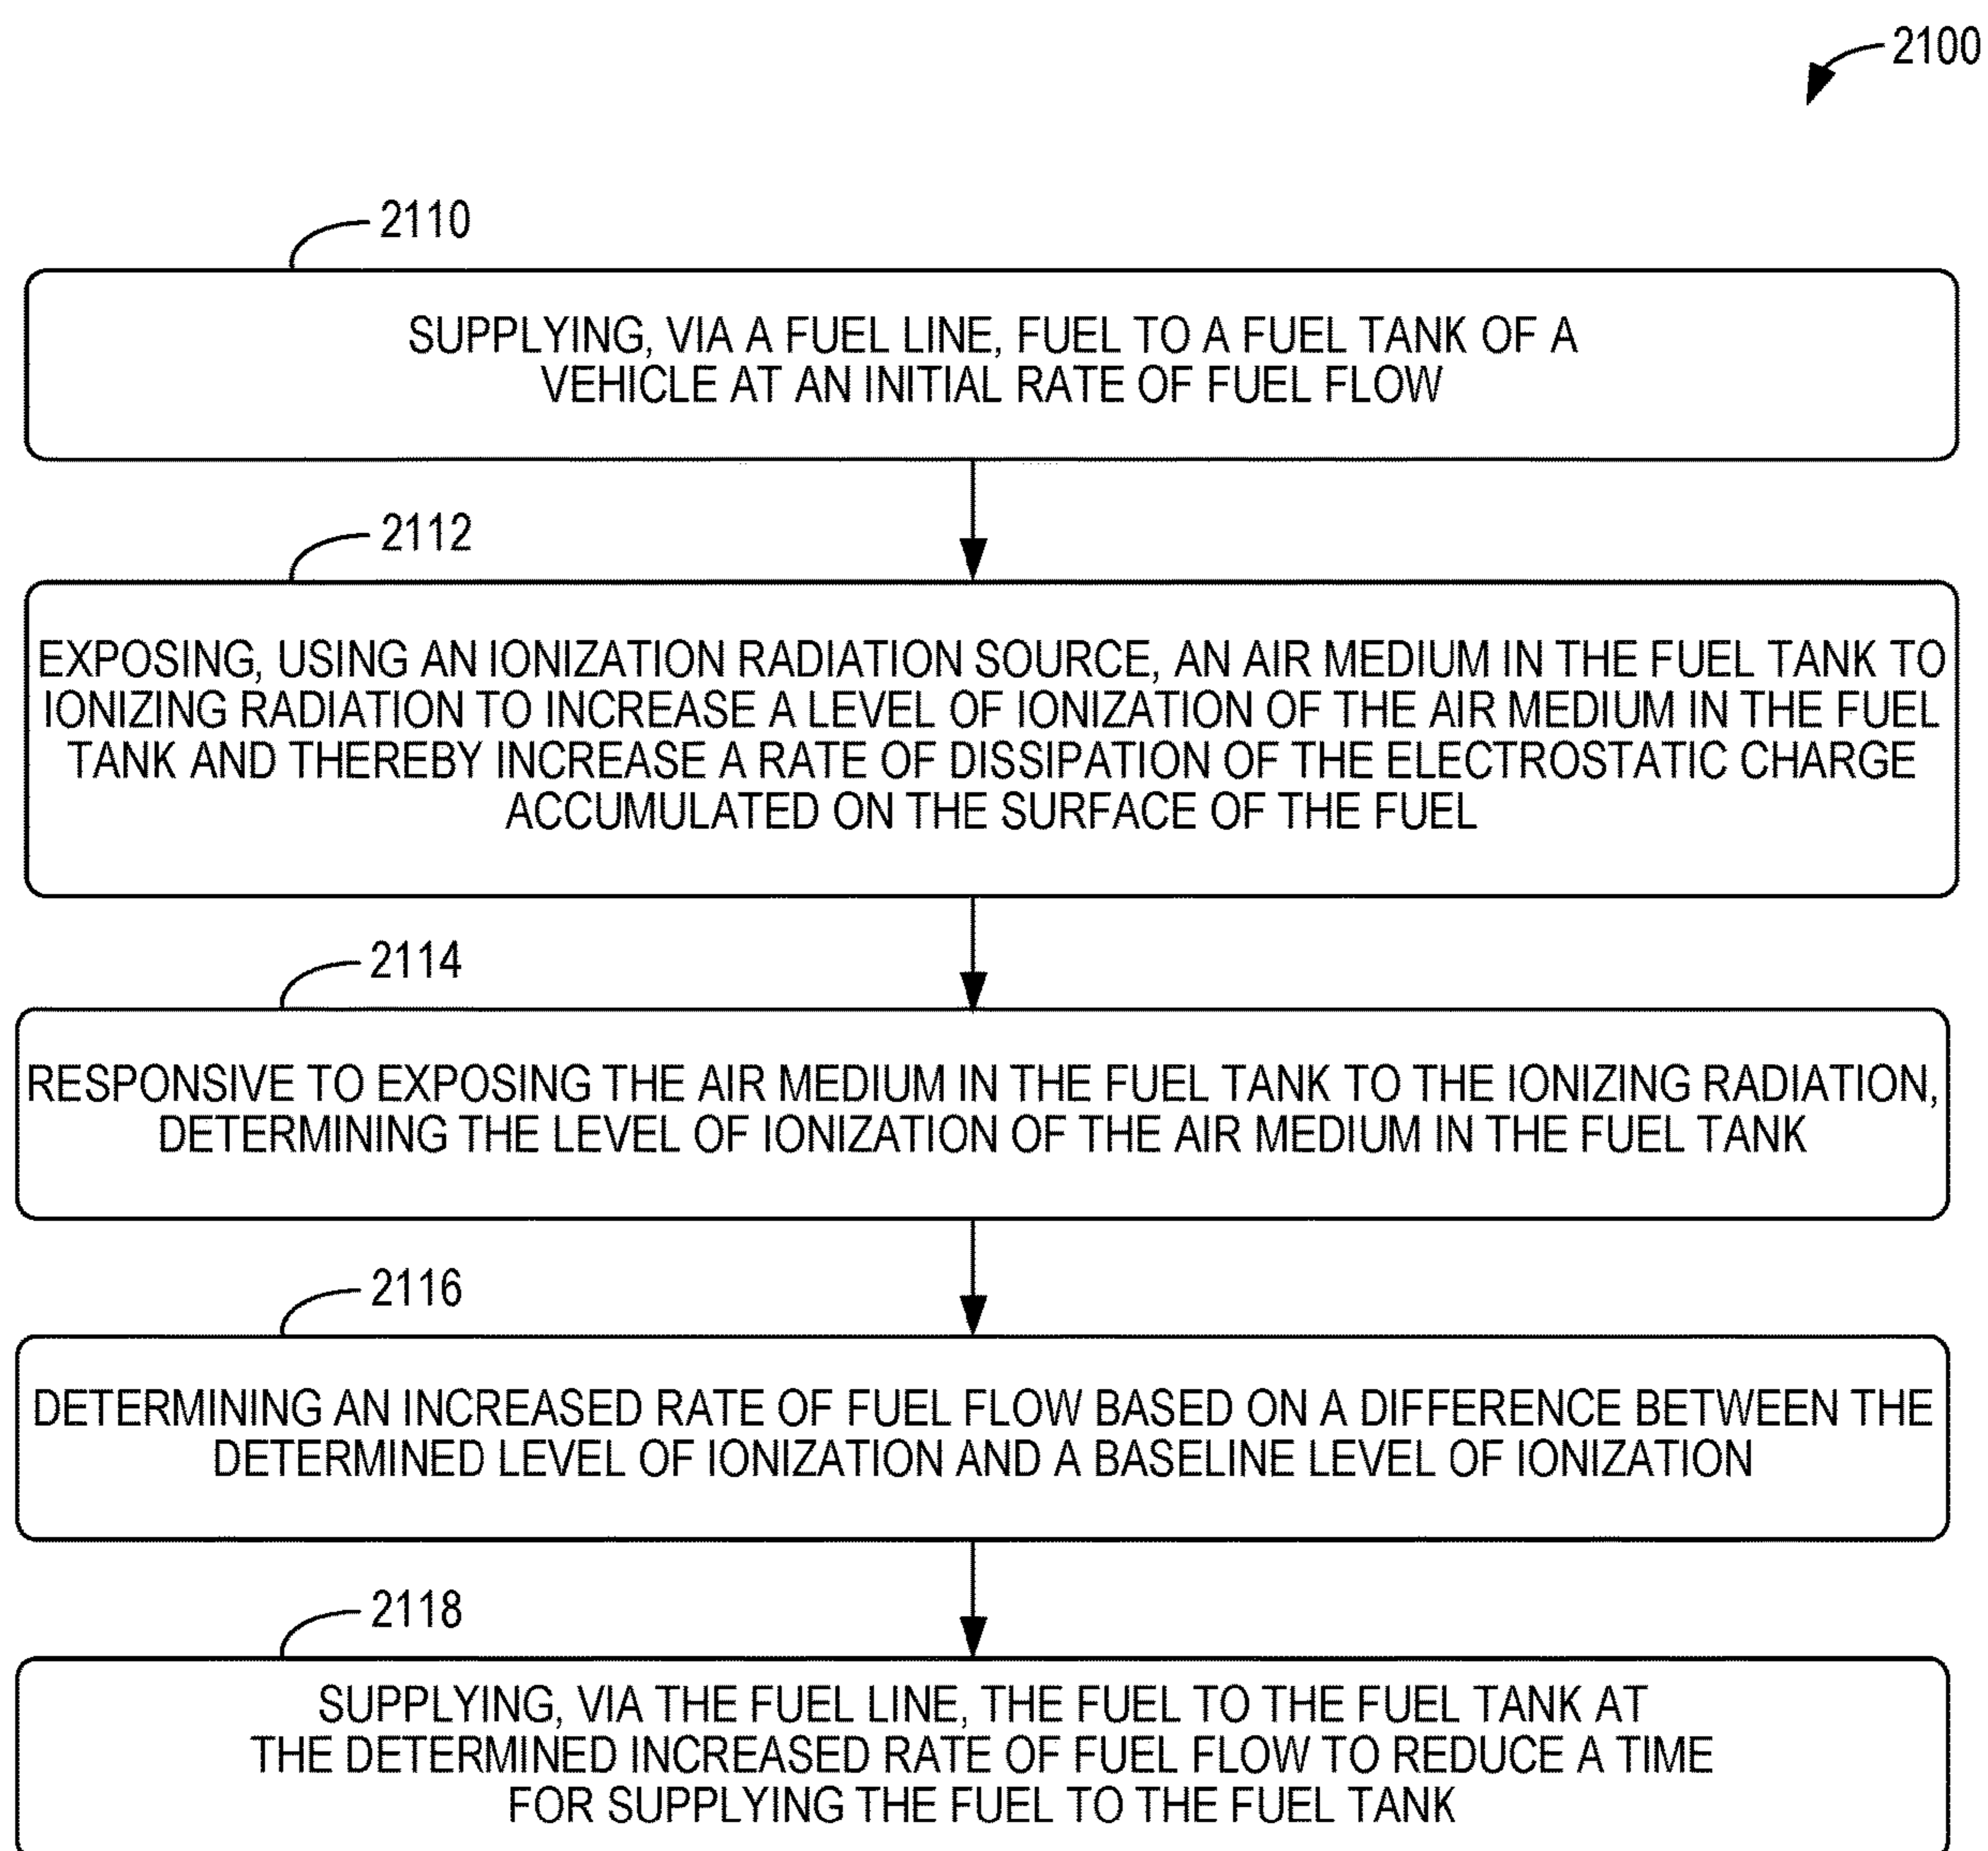 2100
2110
SUPPLYING, VIA A FUEL LINE, FUEL TO A FUEL TANK OF A
VEHICLE AT AN INITIAL RATE OF FUEL FLOW
2112
EXPOSING, USING AN IONIZATION RADIATION SOURCE, AN AIR MEDIUM IN THE FUEL TANK TO
IONIZING RADIATION TO INCREASE A LEVEL OF IONIZATION OF THE AIR MEDIUM IN THE FUEL
TANK AND THEREBY INCREASE A RATE OF DISSIPATION OF THE ELECTROSTATIC CHARGE
ACCUMULATED ON THE SURFACE OF THE FUEL
2114
RESPONSIVE TO EXPOSING THE AIR MEDIUM IN THE FUEL TANK TO THE IONIZING RADIATION,
DETERMINING THE LEVEL OF IONIZATION OF THE AIR MEDIUM IN THE FUEL TANK
2116
DETERMINING AN INCREASED RATE OF FUEL FLOW BASED ON A DIFFERENCE BETWEEN THE
DETERMINED LEVEL OF IONIZATION AND A BASELINE LEVEL OF IONIZATION
2118
SUPPLYING, VIA THE FUEL LINE, THE FUEL TO THE FUEL TANK AT
THE DETERMINED INCREASED RATE OF FUEL FLOW TO REDUCE A TIME
FOR SUPPLYING THE FUEL TO THE FUEL TANK